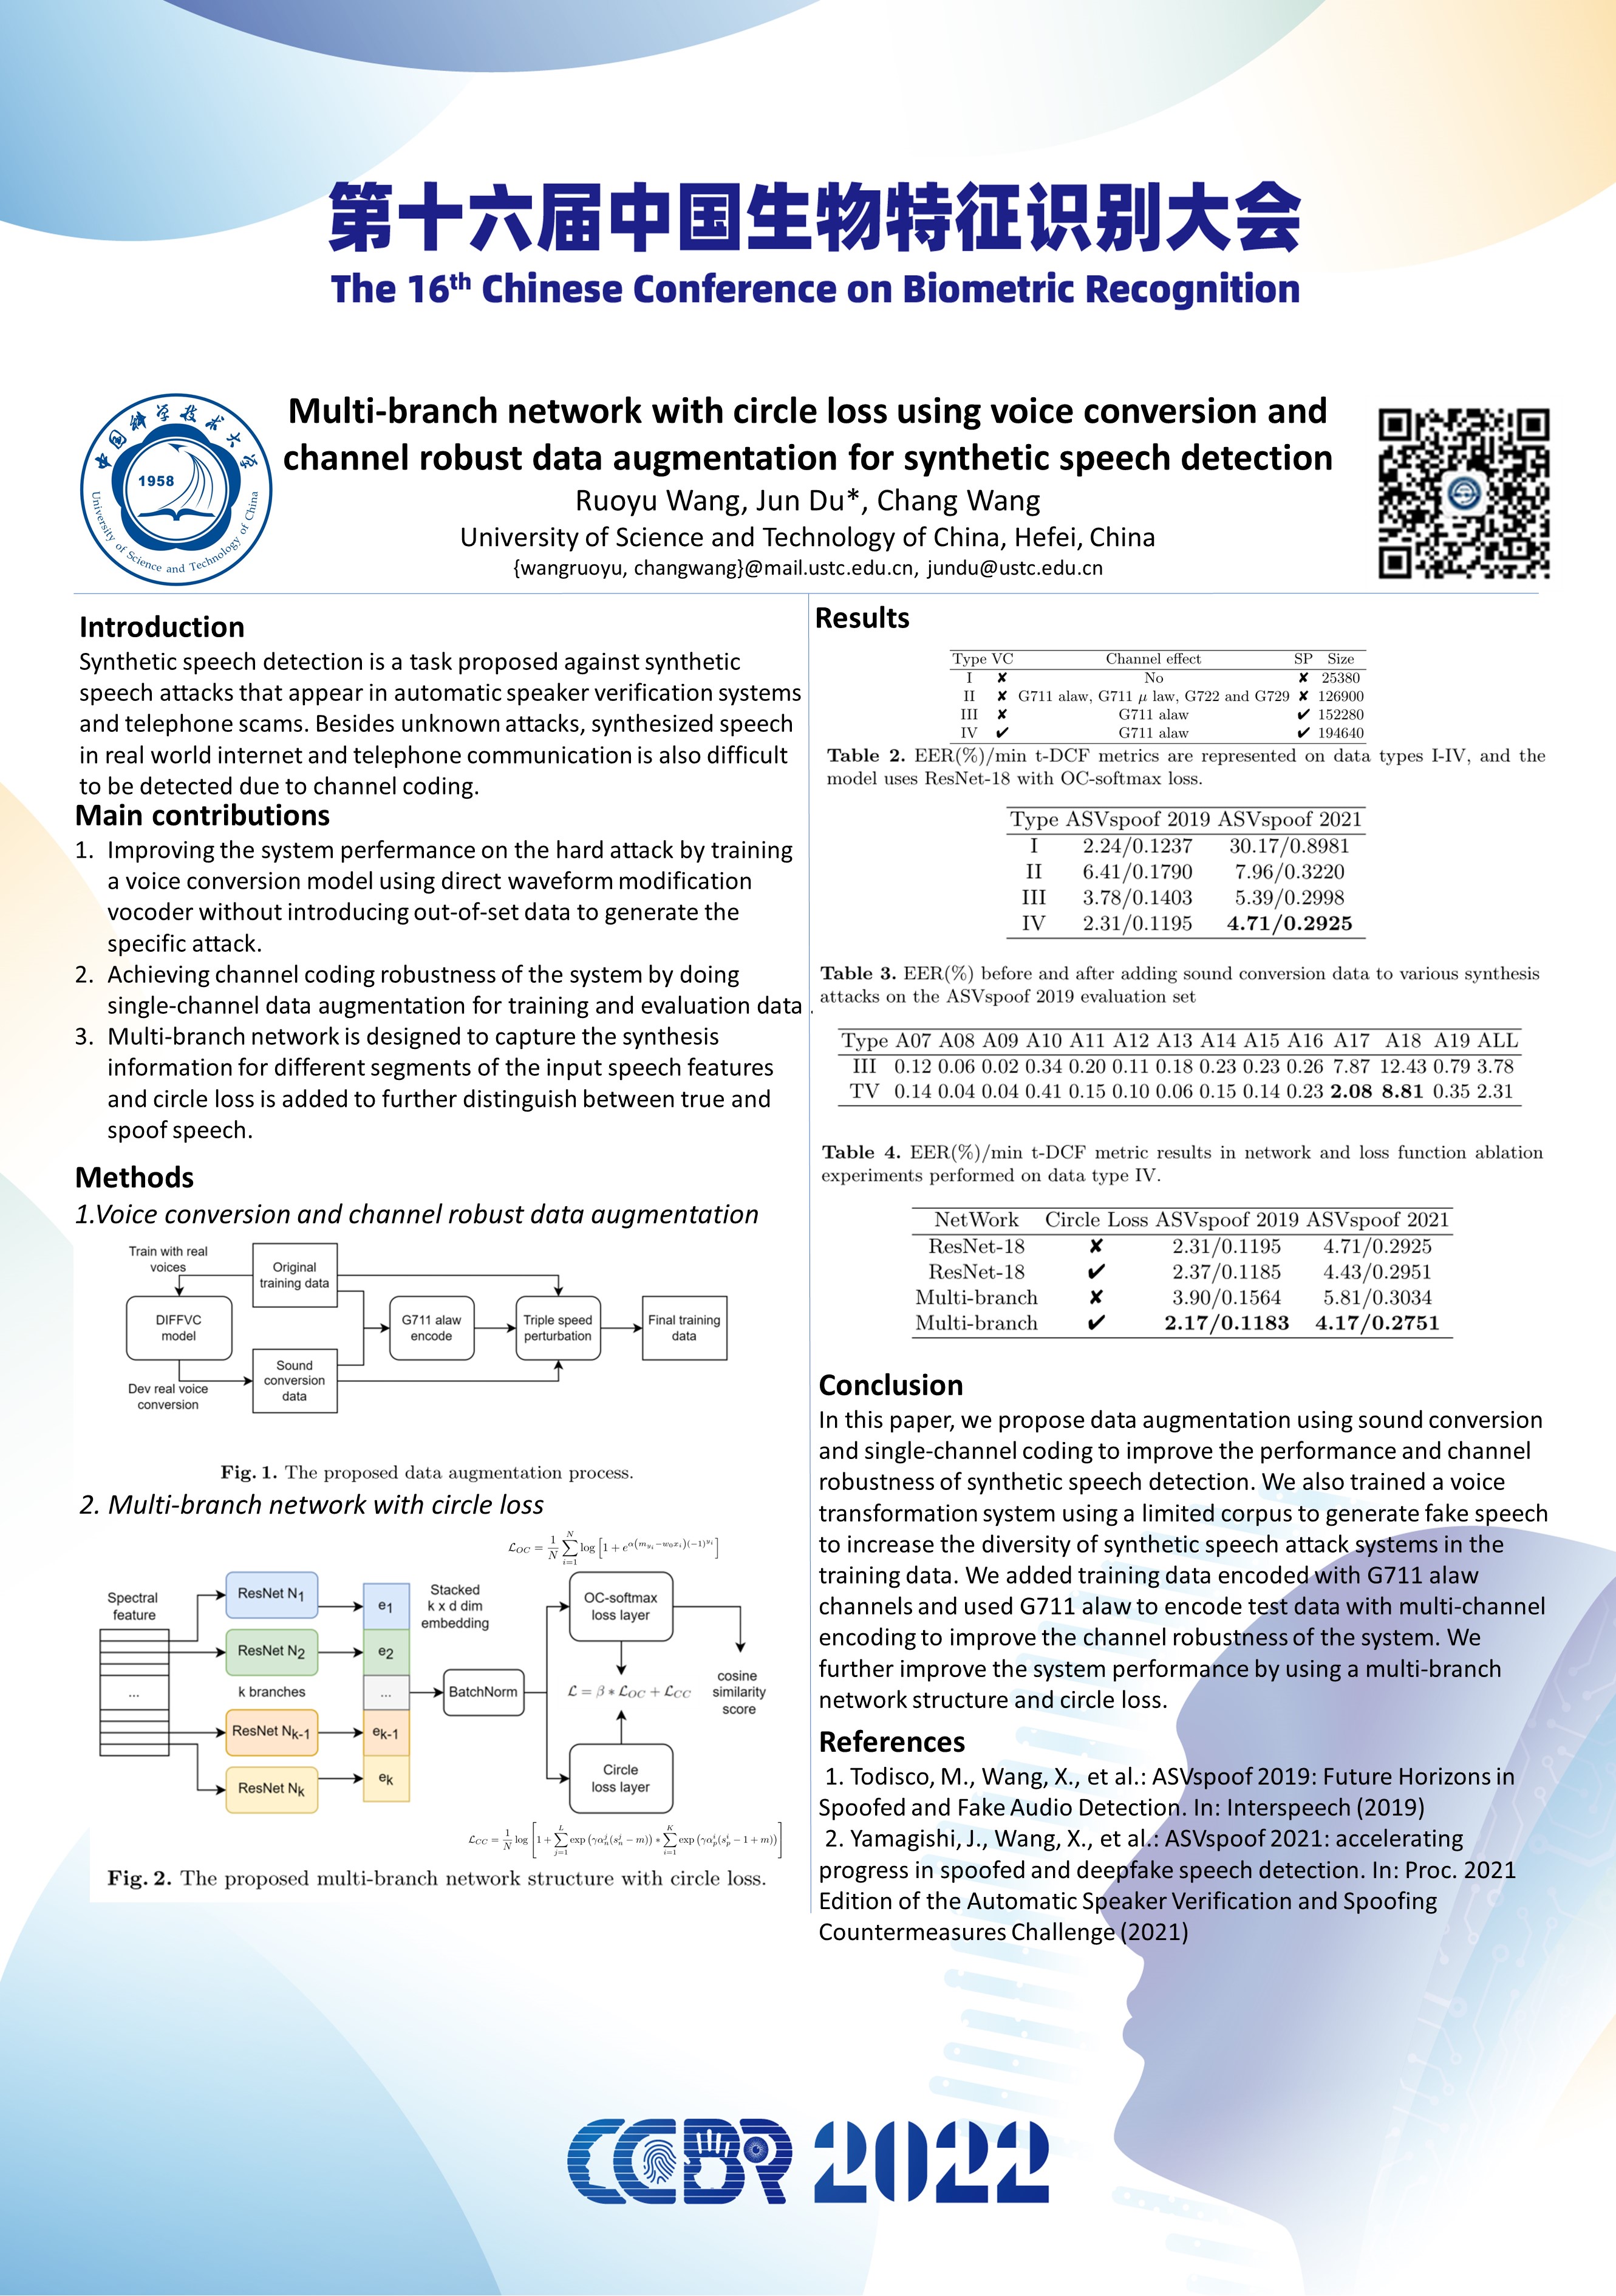 第十六届中国生物特征识别大会
The 16th Chinese Conference on Biometric Recognition
中国科学技术大学
1958
University of Science and Technology of China
Multi-branch network with circle loss using voice conversion and
channel robust data augmentation for synthetic speech detection
Ruoyu Wang, Jun Du*, Chang Wang
University of Science and Technology of China, Hefei, China
{wangruoyu, changwang}@mail.ustc.edu.cn, jundu@ustc.edu.cn
Introduction
Synthetic speech detection is a task proposed against synthetic
speech attacks that appear in automatic speaker verification systems
and telephone scams. Besides unknown attacks, synthesized speech
in real world internet and telephone communication is also difficult
to be detected due to channel coding.
Main contributions
1. Improving the system perfermance on the hard attack by training
a voice conversion model using direct waveform modification
vocoder without introducing out-of-set data to generate the
specific attack.
2. Achieving channel coding robustness of the system by doing
single-channel data augmentation for training and evaluation data .
3. Multi-branch network is designed to capture the synthesis
information for different segments of the input speech features
and circle loss is added to further distinguish between true and
spoof speech.
Methods
1.Voice conversion and channel robust data augmentation
Train with real
voices
Original
training data
DIFFVC
model
G711 alaw
encode
Triple speed
perturbation
Final training
data
Sound
conversion
data
Dev real voice
conversion
Fig. 1. The proposed data augmentation process.
2. Multi-branch network with circle loss
ℒ_OC = 1/N ∑_{i=1}^{N} log [1 + e^{α(m_{y_i} − w_0 x_i)(−1)^{y_i}}]
Spectral
feature
ResNet N1
ResNet N2
k branches
ResNet Nk-1
ResNet Nk
...
e1
e2
...
ek-1
ek
Stacked
k x d dim
embedding
BatchNorm
OC-softmax
loss layer
ℒ = β * ℒ_OC + ℒ_CC
Circle
loss layer
cosine
similarity
score
ℒ_CC = 1/N log [1 + ∑_{j=1}^{L} exp (γα_n^j(s_n^j − m)) * ∑_{i=1}^{K} exp (γα_p^i(s_p^i − 1 + m))]
Fig. 2. The proposed multi-branch network structure with circle loss.
Results
Type VC Channel effect SP Size
I ✘ No ✘ 25380
II ✘ G711 alaw, G711 μ law, G722 and G729 ✘ 126900
III ✘ G711 alaw ✔ 152280
IV ✔ G711 alaw ✔ 194640
Table 2. EER(%)/min t-DCF metrics are represented on data types I-IV, and the
model uses ResNet-18 with OC-softmax loss.
Type ASVspoof 2019 ASVspoof 2021
I 2.24/0.1237 30.17/0.8981
II 6.41/0.1790 7.96/0.3220
III 3.78/0.1403 5.39/0.2998
IV 2.31/0.1195 4.71/0.2925
Table 3. EER(%) before and after adding sound conversion data to various synthesis
attacks on the ASVspoof 2019 evaluation set
Type A07 A08 A09 A10 A11 A12 A13 A14 A15 A16 A17 A18 A19 ALL
III 0.12 0.06 0.02 0.34 0.20 0.11 0.18 0.23 0.23 0.26 7.87 12.43 0.79 3.78
TV 0.14 0.04 0.04 0.41 0.15 0.10 0.06 0.15 0.14 0.23 2.08 8.81 0.35 2.31
Table 4. EER(%)/min t-DCF metric results in network and loss function ablation
experiments performed on data type IV.
NetWork Circle Loss ASVspoof 2019 ASVspoof 2021
ResNet-18 ✘ 2.31/0.1195 4.71/0.2925
ResNet-18 ✔ 2.37/0.1185 4.43/0.2951
Multi-branch ✘ 3.90/0.1564 5.81/0.3034
Multi-branch ✔ 2.17/0.1183 4.17/0.2751
Conclusion
In this paper, we propose data augmentation using sound conversion
and single-channel coding to improve the performance and channel
robustness of synthetic speech detection. We also trained a voice
transformation system using a limited corpus to generate fake speech
to increase the diversity of synthetic speech attack systems in the
training data. We added training data encoded with G711 alaw
channels and used G711 alaw to encode test data with multi-channel
encoding to improve the channel robustness of the system. We
further improve the system performance by using a multi-branch
network structure and circle loss.
References
1. Todisco, M., Wang, X., et al.: ASVspoof 2019: Future Horizons in
Spoofed and Fake Audio Detection. In: Interspeech (2019)
2. Yamagishi, J., Wang, X., et al.: ASVspoof 2021: accelerating
progress in spoofed and deepfake speech detection. In: Proc. 2021
Edition of the Automatic Speaker Verification and Spoofing
Countermeasures Challenge (2021)
CCBR 2022